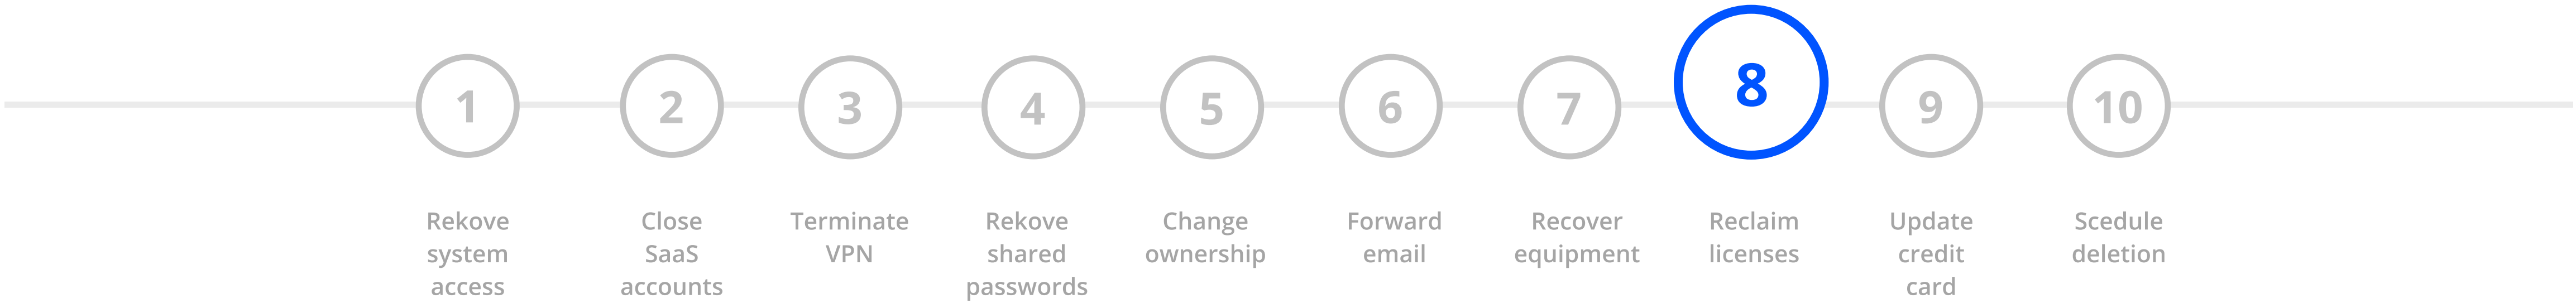 1
Rekove
system
access
2
Close
SaaS
accounts
3
Terminate
VPN
4
Rekove
shared
passwords
5
Change
ownership
6
Forward
email
7
Recover
equipment
8
Reclaim
licenses
9
Update
credit
card
10
Scedule
deletion